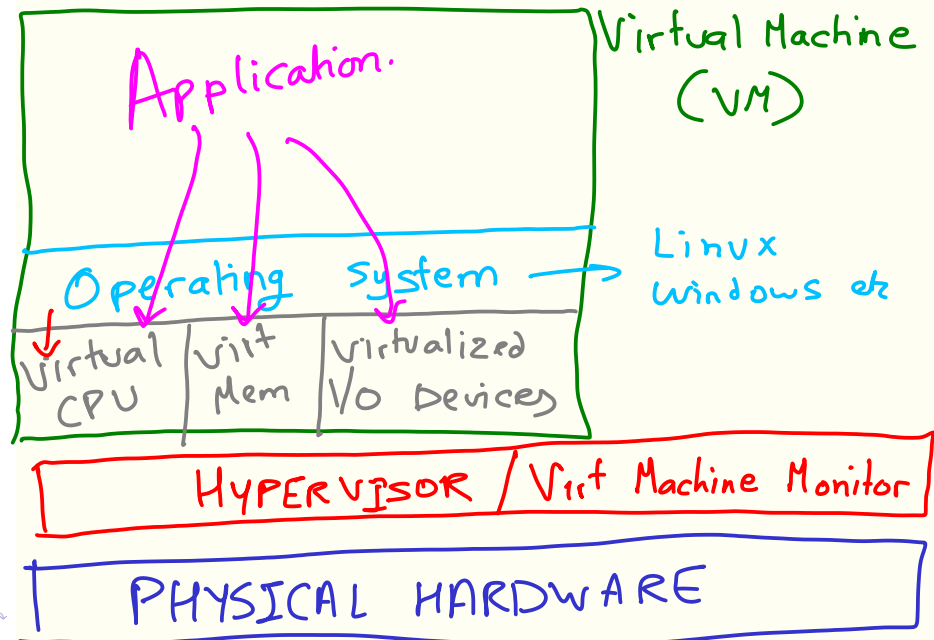 Application.
Virtual Machine
(VM)
Operating System
Linux
Windows etc
Virtual
CPU
Virt
Mem
Virtualized
I/O Devices
HYPERVISOR / Virt Machine Monitor
PHYSICAL HARDWARE